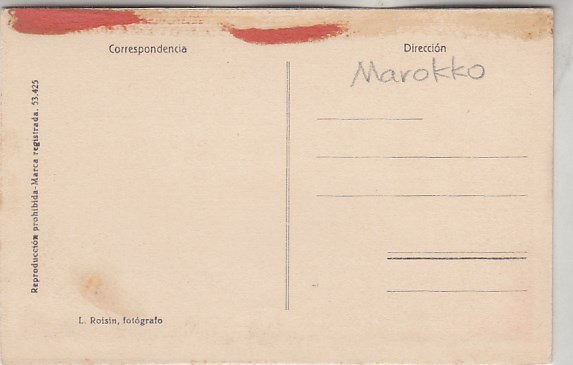 Correspondencia
Dirección
Marokko
Reproducción prohibida-Marca registrada. 53.425
L. Roisin, fotógrafo